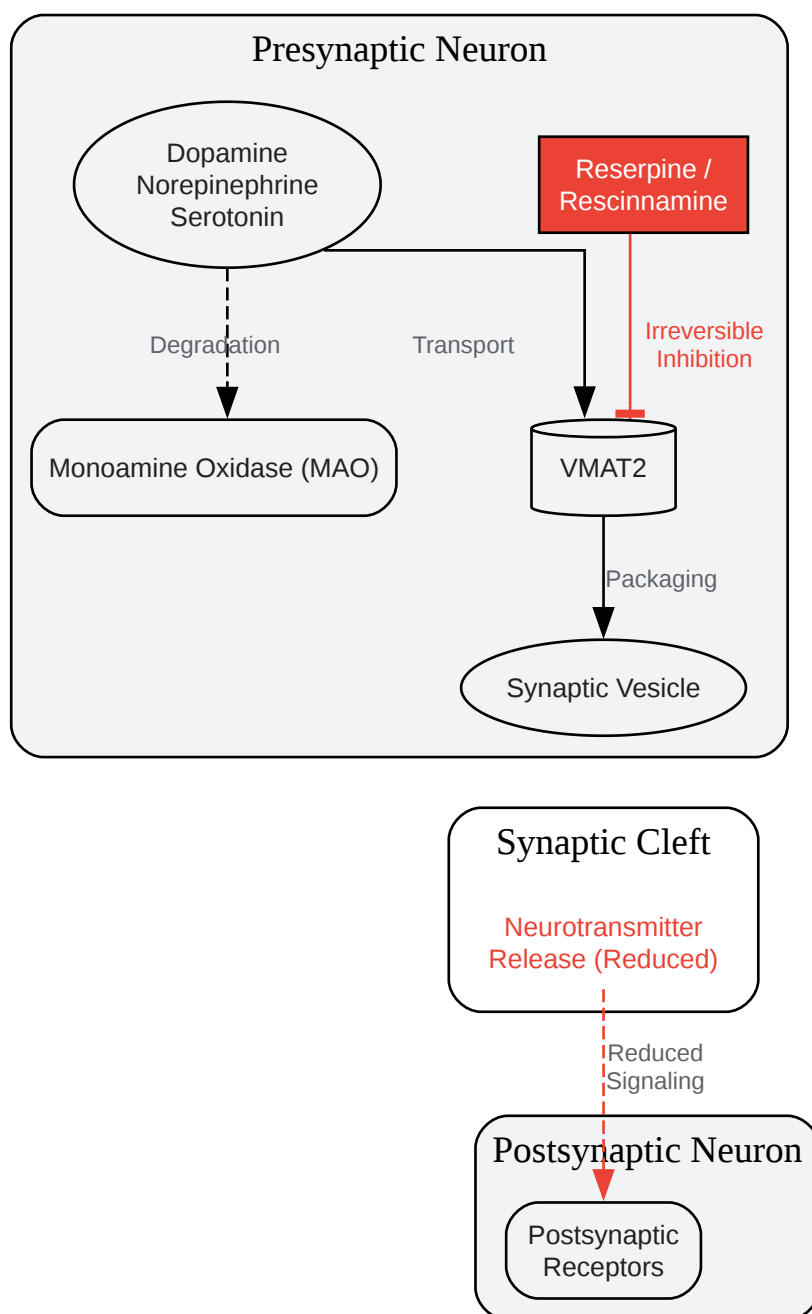 Presynaptic Neuron
Dopamine
Norepinephrine
Serotonin
Reserpine /
Rescinnamine
Degradation
Transport
Irreversible
Inhibition
Monoamine Oxidase (MAO)
VMAT2
Packaging
Synaptic Vesicle
Synaptic Cleft
Neurotransmitter
Release (Reduced)
Reduced
Signaling
Postsynaptic Neuron
Postsynaptic
Receptors